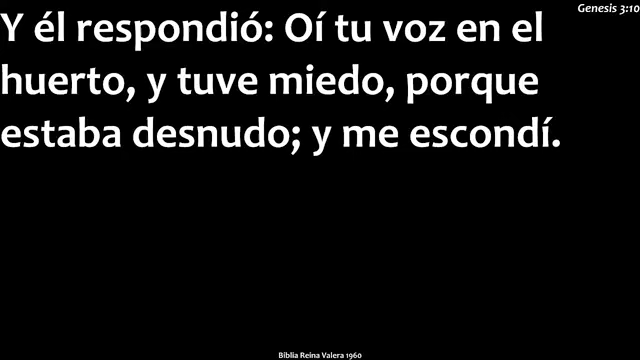 Genesis 3:10
Y él respondió: Oí tu voz en el
huerto, y tuve miedo, porque
estaba desnudo; y me escondí.
Biblia Reina Valera 1960